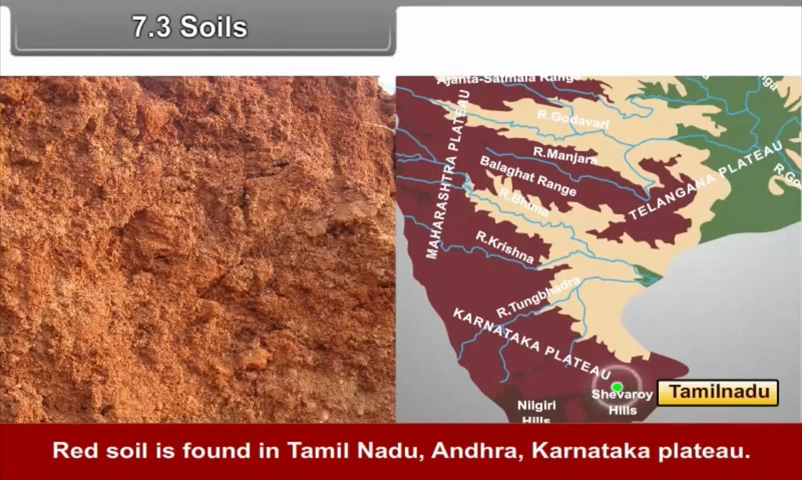 7.3 Soils
Ajanta-Satmala Range
R.Godavari
MAHARASHTRA PLATEAU
R.Manjara
Balaghat Range
TELANGANA PLATEAU
R.Bhima
R.Krishna
R.Tungbhadra
KARNATAKA PLATEAU
Shevaroy
Hills
Tamilnadu
Nilgiri
Hills
Red soil is found in Tamil Nadu, Andhra, Karnataka plateau.